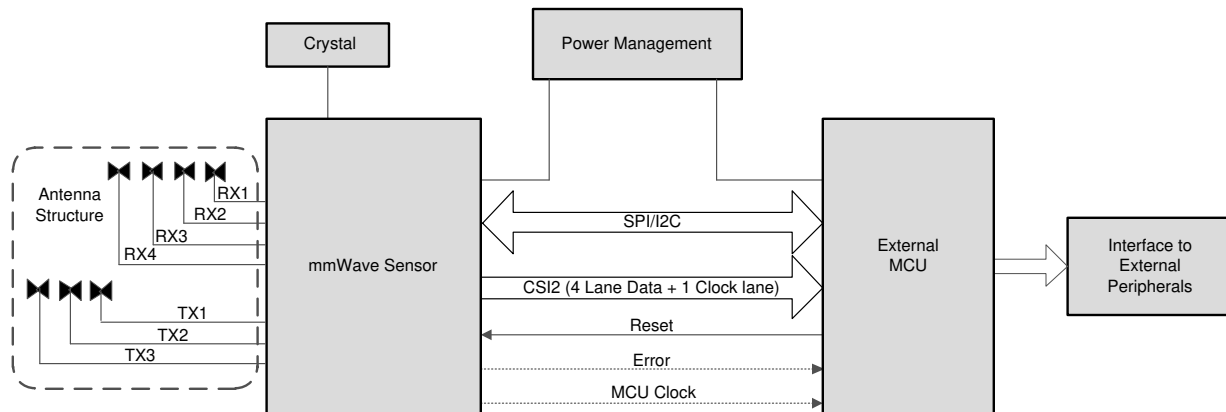 Crystal
Power Management
Antenna
Structure
RX1
RX2
RX3
RX4
TX1
TX2
TX3
mmWave Sensor
SPI/I2C
CSI2 (4 Lane Data + 1 Clock lane)
Reset
Error
MCU Clock
External
MCU
Interface to
External
Peripherals